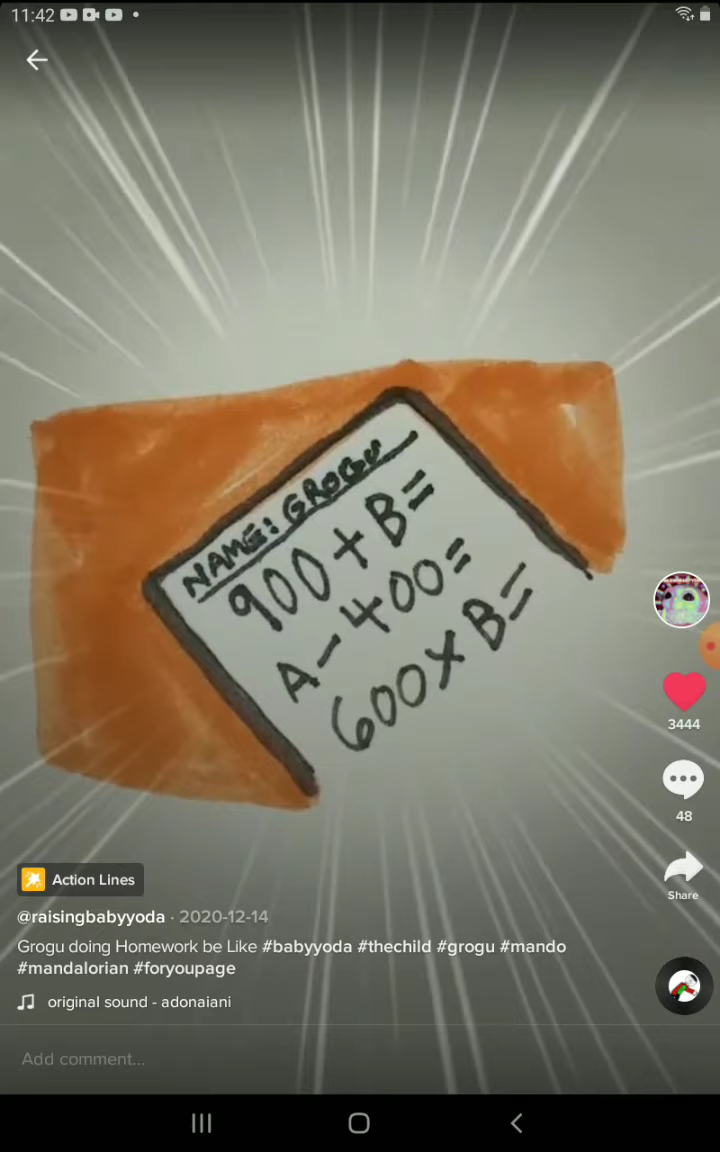 11:42
NAME: GROGU
900 + B =
A - 400 =
600 X B =
3444
48
Share
Action Lines
@raisingbabyyoda · 2020-12-14
Grogu doing Homework be Like #babyyoda #thechild #grogu #mando
#mandalorian #foryoupage
original sound - adonaiani
Add comment...